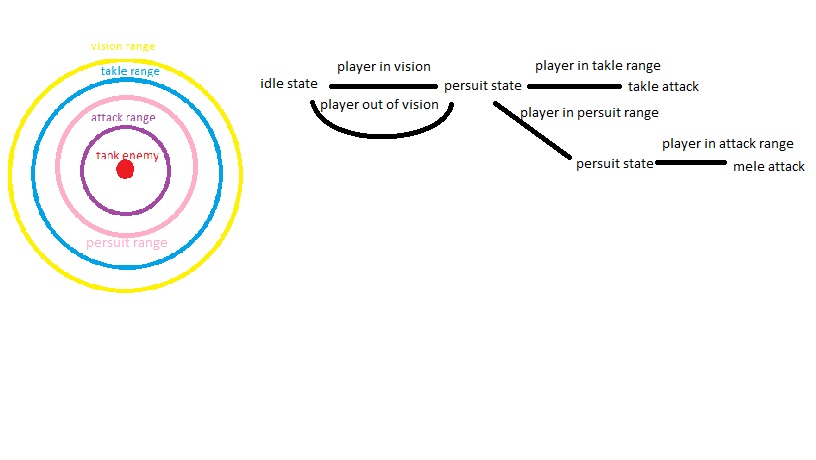 vision range
takle range
attack range
tank enemy
persuit range
idle state
player in vision
player out of vision
persuit state
player in takle range
takle attack
player in persuit range
persuit state
player in attack range
mele attack